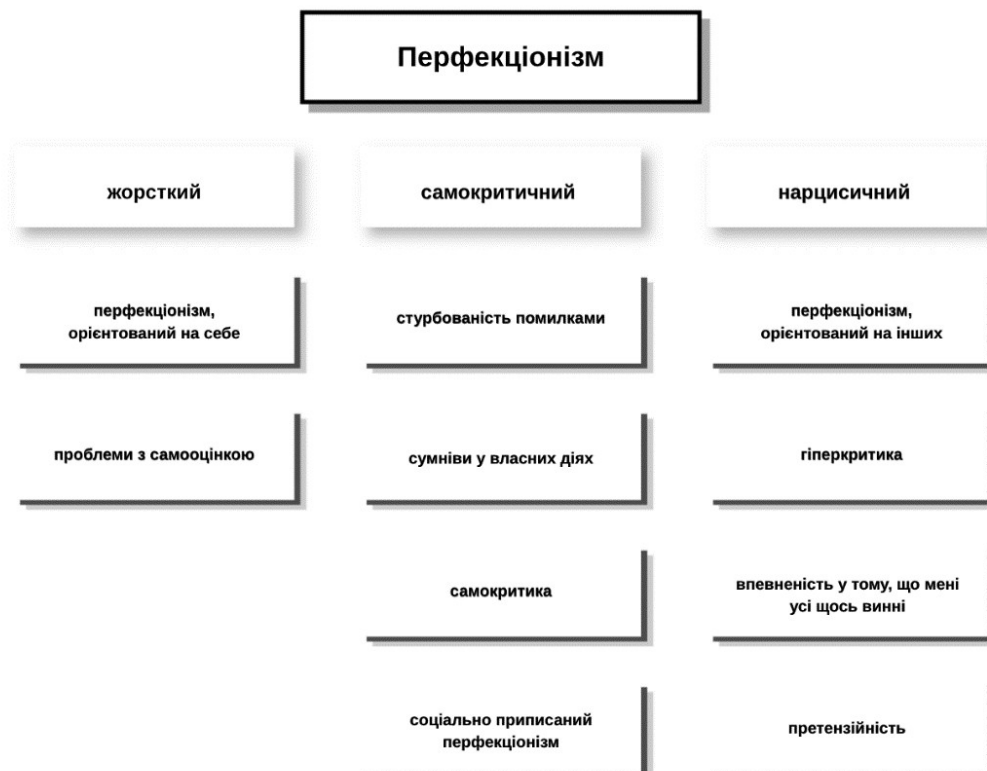 Перфекціонізм
жорсткий
самокритичний
нарцисичний
перфекціонізм,
орієнтований на себе
стурбованість помилками
перфекціонізм,
орієнтований на інших
проблеми з самооцінкою
сумніви у власних діях
гіперкритика
самокритика
впевненість у тому, що мені
усі щось винні
соціально приписаний
перфекціонізм
претензійність